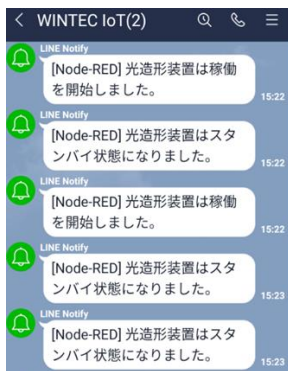 WINTEC IoT(2)
LINE Notify
[Node-RED] 光造形装置は稼働
を開始しました。
15:22
LINE Notify
[Node-RED] 光造形装置はスタ
ンバイ状態になりました。
15:22
LINE Notify
[Node-RED] 光造形装置は稼働
を開始しました。
15:22
LINE Notify
[Node-RED] 光造形装置はスタ
ンバイ状態になりました。
15:23
LINE Notify
[Node-RED] 光造形装置はスタ
ンバイ状態になりました。
15:23